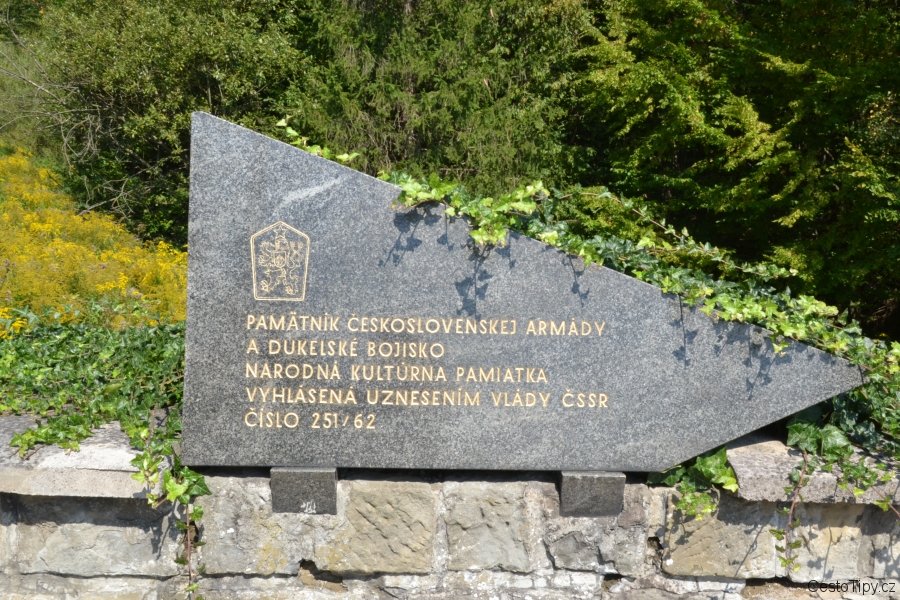 PAMÄTNÍK ČESKOSLOVENSKEJ ARMÁDY
A DUKELSKÉ BOJISKO
NÁRODNÁ KULTÚRNA PAMIATKA
VYHLÁSENÁ UZNESENÍM VLÁDY ČSSR
ČÍSLO 251/62
CestoTipy.cz